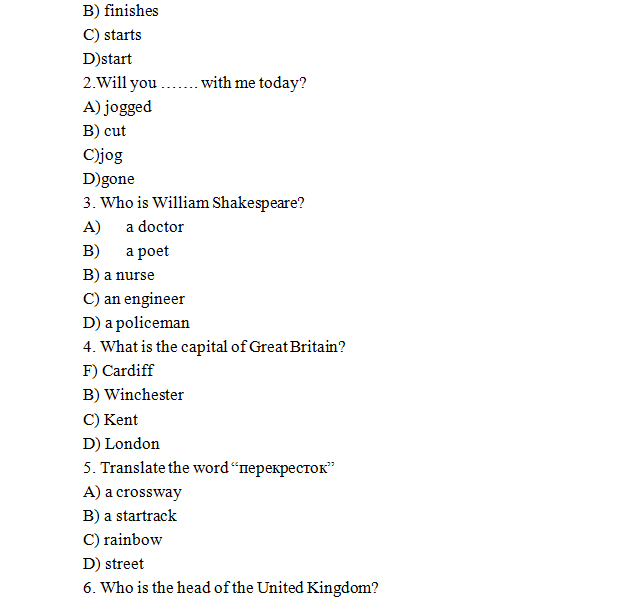 B) finishes
C) starts
D)start
2.Will you ……. with me today?
A) jogged
B) cut
C)jog
D)gone
3. Who is William Shakespeare?
A) a doctor
B) a poet
B) a nurse
C) an engineer
D) a policeman
4. What is the capital of Great Britain?
F) Cardiff
B) Winchester
C) Kent
D) London
5. Translate the word “перекресток”
A) a crossway
B) a startrack
C) rainbow
D) street
6. Who is the head of the United Kingdom?